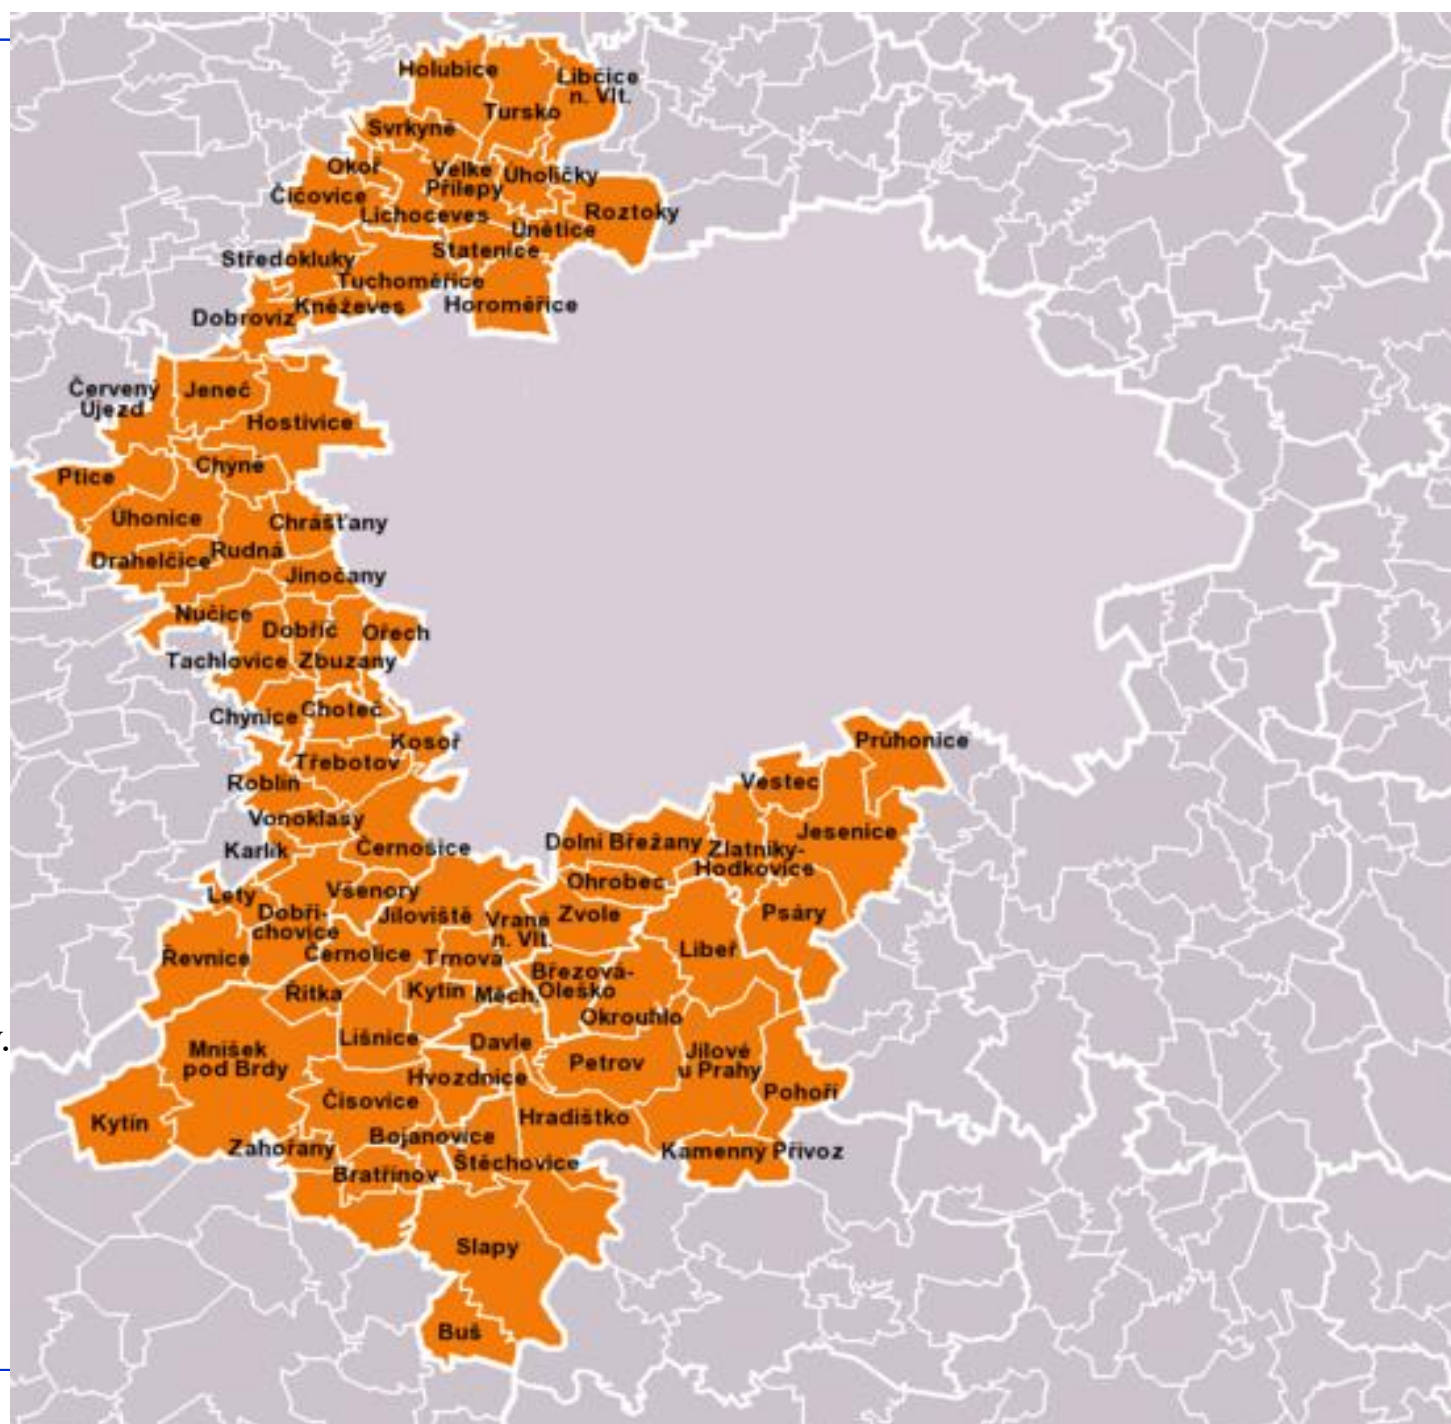 Holubice
Libčice
n. Vlt.
Tursko
Svrkyně
Okoř
Velké
Přílepy
Úholičky
Číčovice
Lichoceves
Roztoky
Únětice
Statenice
Středokluky
Tuchoměřice
Kněževes
Horoměřice
Dobrovíz
Červený
Újezd
Jeneč
Hostivice
Chýně
Ptice
Úhonice
Chrášťany
Rudná
Drahelčice
Jinočany
Nučice
Dobříč
Ořech
Tachlovice
Zbuzany
Chýnice
Choteč
Kosoř
Průhonice
Třebotov
Roblín
Vestec
Vonoklasy
Jesenice
Karlík
Černošice
Dolní Břežany
Zlatníky-
Hodkovice
Ohrobec
Lety
Všenory
Dobři-
chovice
Jíloviště
Vrané
n. Vlt.
Zvole
Psáry
Řevnice
Černolice
Trnová
Libeř
Březová-
Oleško
Řitka
Kytín
Měch.
Okrouhlo
Líšnice
Davle
Y.
Mníšek
pod Brdy
Petrov
Jílové
u Prahy
Hvozdnice
Pohoří
Čisovice
Kytín
Hradištko
Bojanovice
Zahořany
Štěchovice
Kamenný Přívoz
Bratřínov
Slapy
Buš